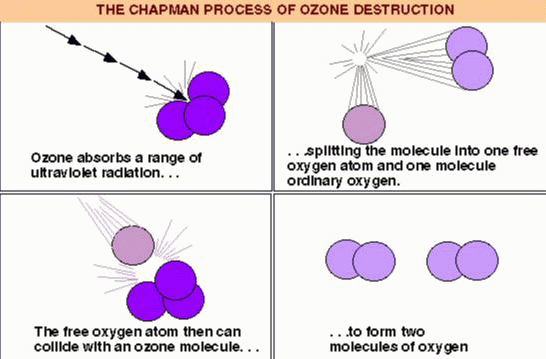 THE CHAPMAN PROCESS OF OZONE DESTRUCTION
Ozone absorbs a range of
ultraviolet radiation. . .
. . .splitting the molecule into one free
oxygen atom and one molecule
ordinary oxygen.
The free oxygen atom then can
collide with an ozone molecule. . .
. . .to form two
molecules of oxygen